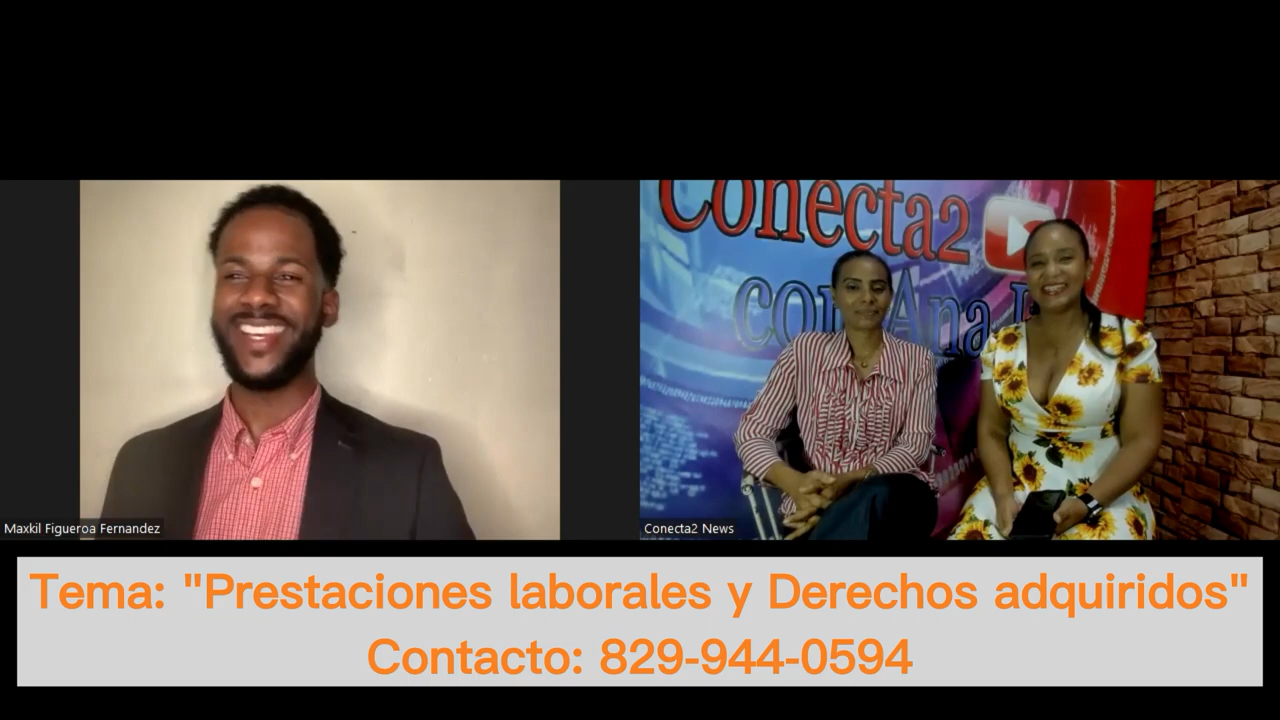 Conecta2
con Ana
Maxkil Figueroa Fernandez
Conecta2 News
Tema: "Prestaciones laborales y Derechos adquiridos"
Contacto: 829-944-0594